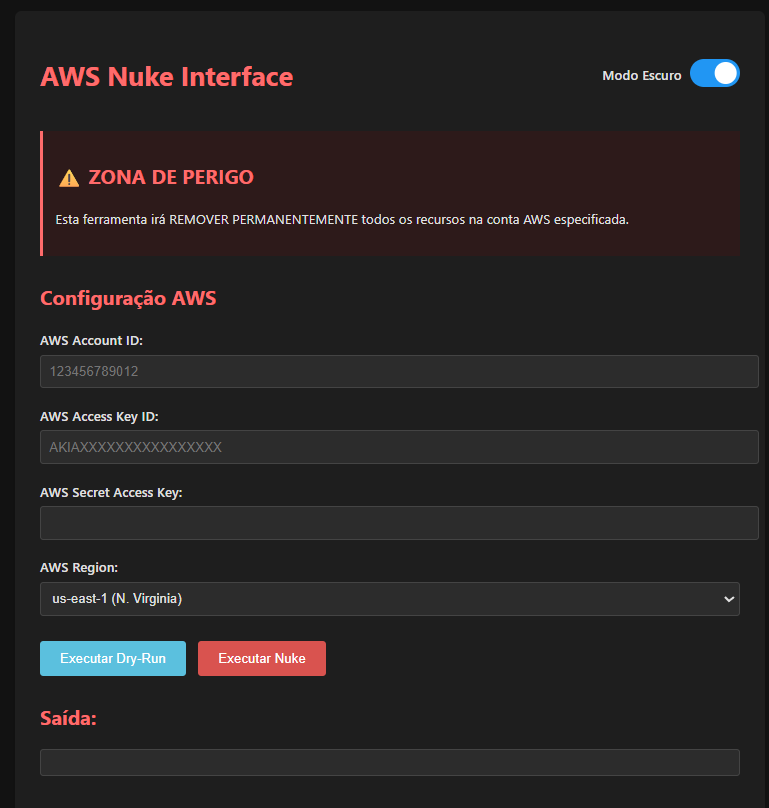 AWS Nuke Interface
Modo Escuro
ZONA DE PERIGO
Esta ferramenta irá REMOVER PERMANENTEMENTE todos os recursos na conta AWS especificada.
Configuração AWS
AWS Account ID:
123456789012
AWS Access Key ID:
AKIAXXXXXXXXXXXXXXXX
AWS Secret Access Key:
AWS Region:
us-east-1 (N. Virginia)
Executar Dry-Run
Executar Nuke
Saída: